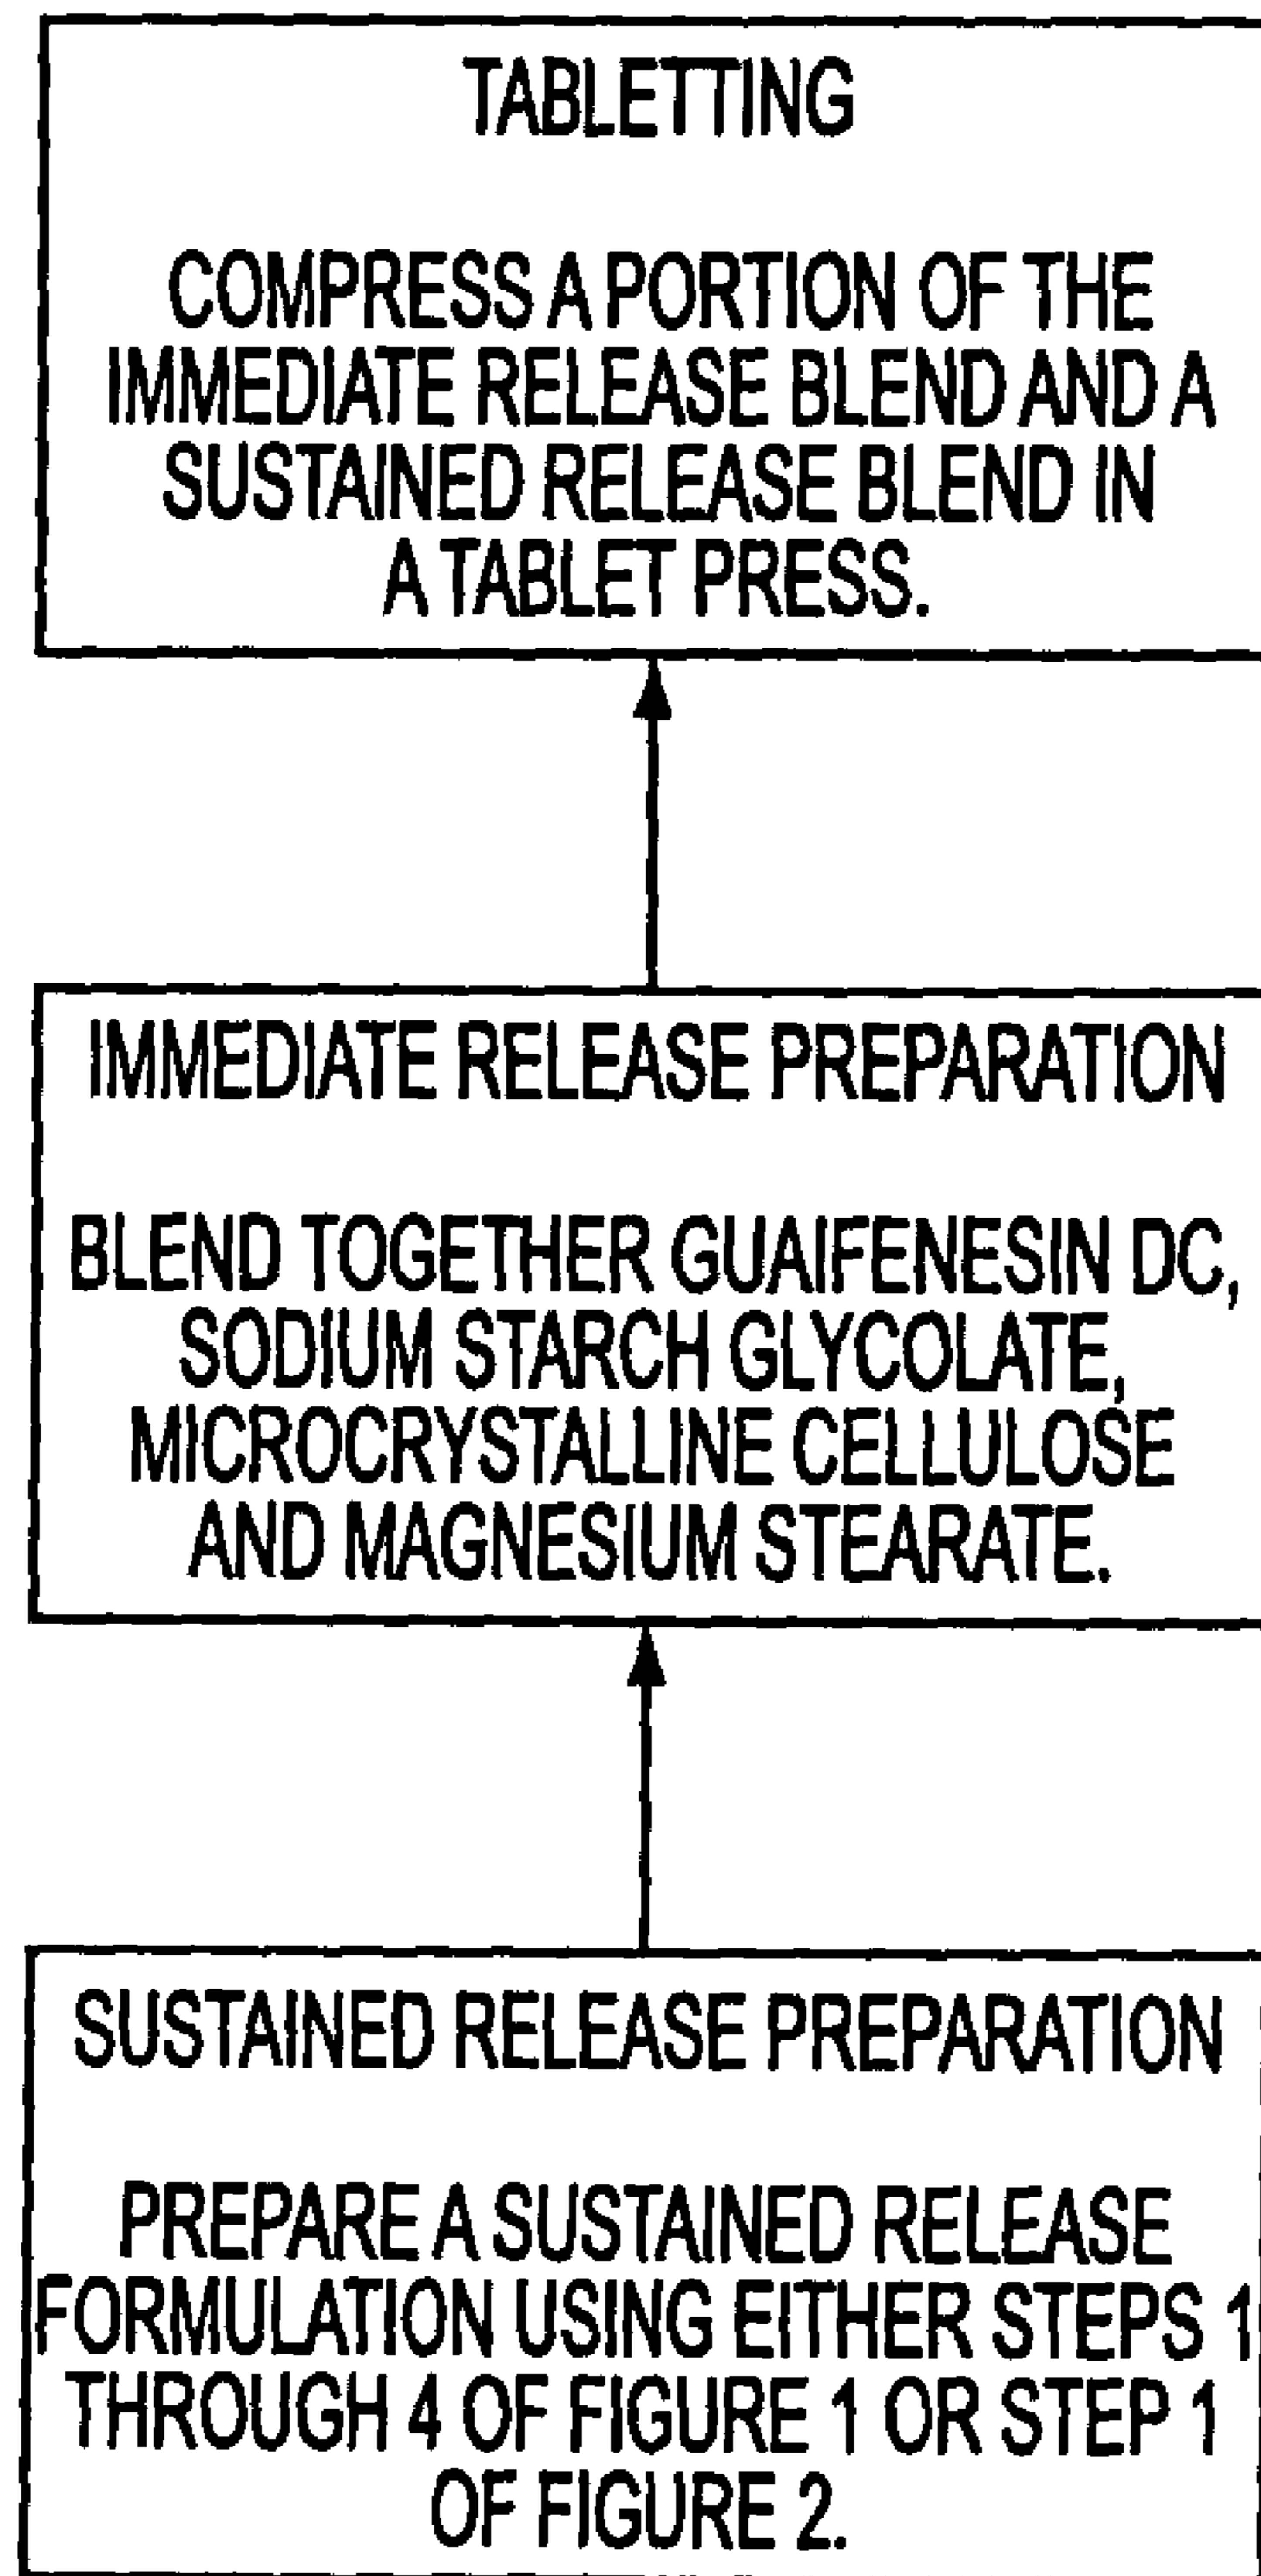 TABLETTING
COMPRESS A PORTION OF THE
IMMEDIATE RELEASE BLEND AND A
SUSTAINED RELEASE BLEND IN
A TABLET PRESS.
IMMEDIATE RELEASE PREPARATION
BLEND TOGETHER GUAIFENESIN DC,
SODIUM STARCH GLYCOLATE,
MICROCRYSTALLINE CELLULOSE
AND MAGNESIUM STEARATE.
SUSTAINED RELEASE PREPARATION
PREPARE A SUSTAINED RELEASE
FORMULATION USING EITHER STEPS 1
THROUGH 4 OF FIGURE 1 OR STEP 1
OF FIGURE 2.